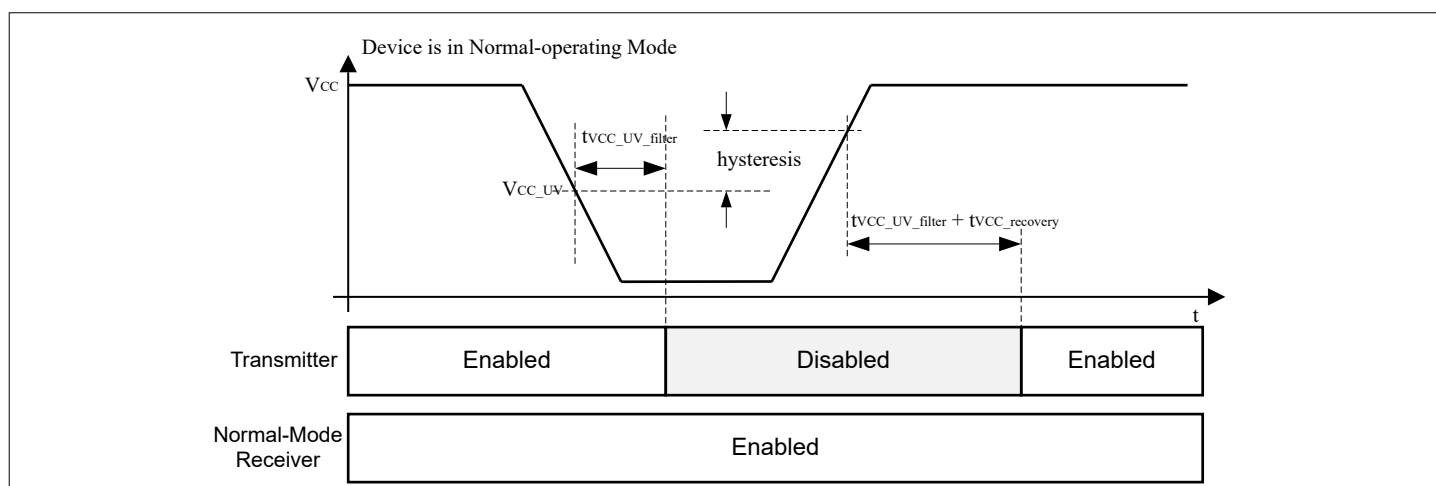 Device is in Normal-operating Mode
VCC
tVCC_UV_filter
hysteresis
VCC_UV
tVCC_UV_filter + tVCC_recovery
t
Transmitter
Enabled
Disabled
Enabled
Normal-Mode
Receiver
Enabled